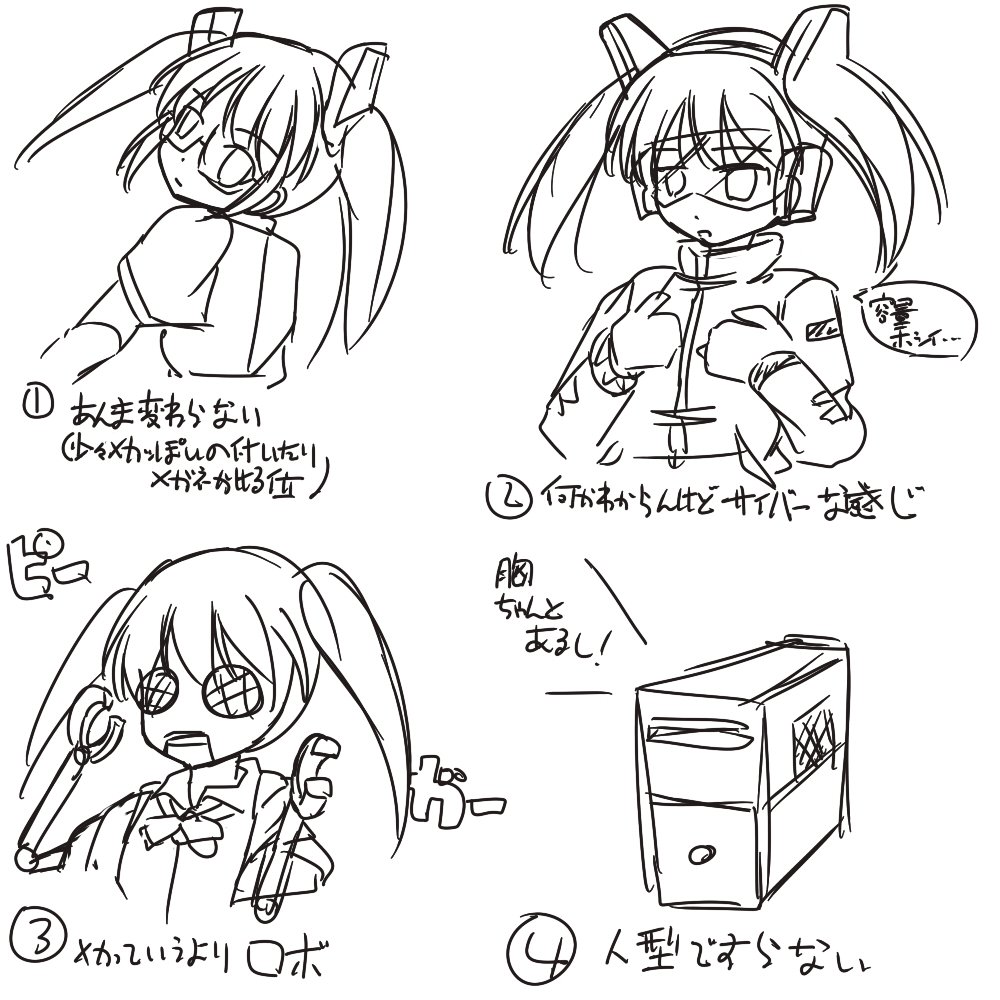 ①
あんま変わらない
(少々メカっぽいの付いたり
メガネかける位)
容量
ホシイ…
②
何かわからんけど サイバーな感じ
ピー
ガー
③
メカっていうより ロボ
胸
ちゃんと
あるし!
④
人型ですらない